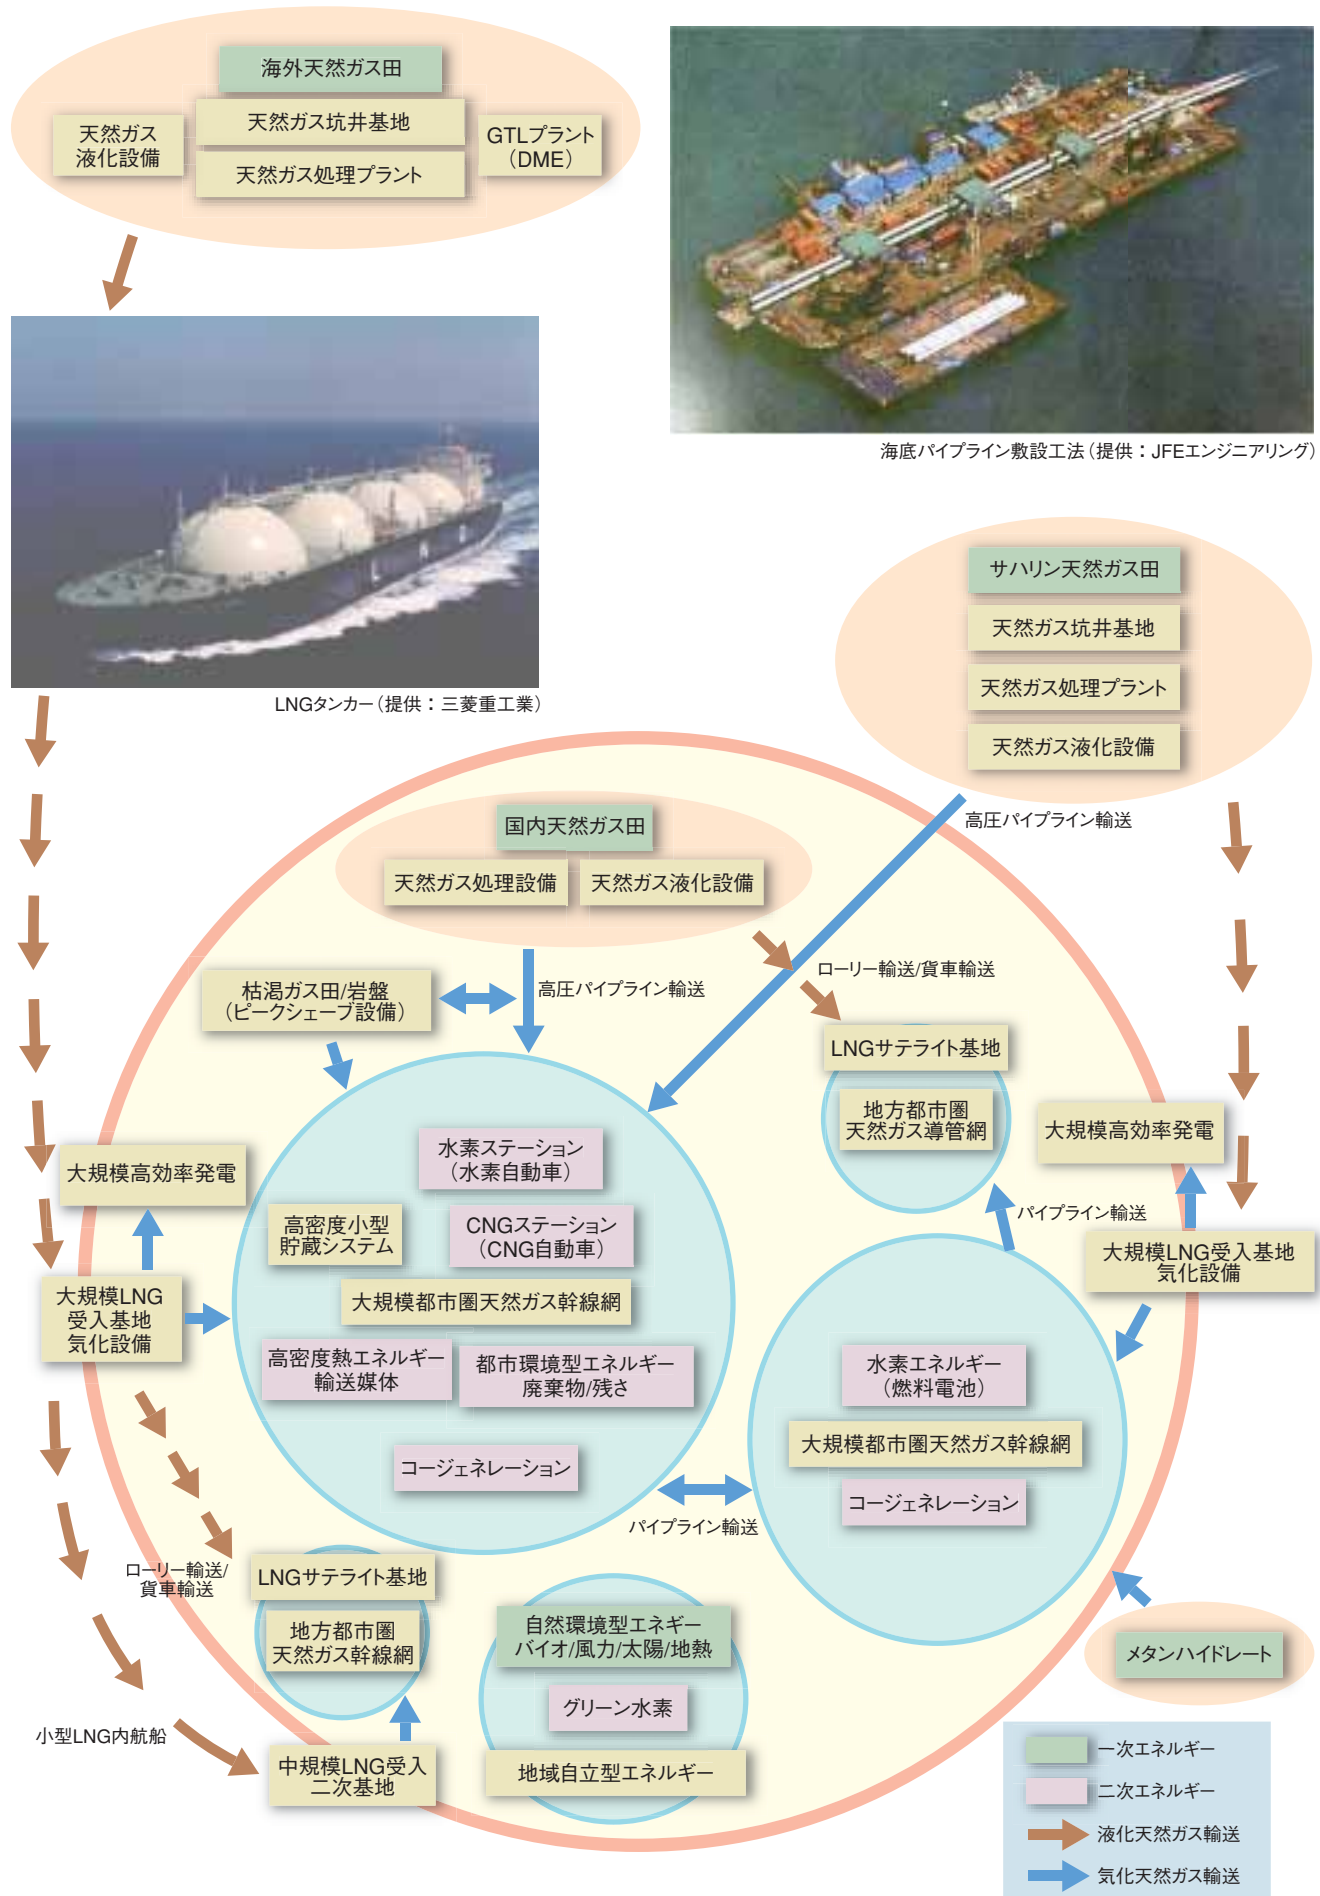 海外天然ガス田
天然ガス坑井基地
天然ガス
液化設備
天然ガス処理プラント
GTLプラント
（DME）
海底パイプライン敷設工法（提供：JFEエンジニアリング）
LNGタンカー（提供：三菱重工業）
サハリン天然ガス田
天然ガス坑井基地
天然ガス処理プラント
天然ガス液化設備
高圧パイプライン輸送
国内天然ガス田
天然ガス処理設備
天然ガス液化設備
ローリー輸送/貨車輸送
枯渇ガス田/岩盤
（ピークシェーブ設備）
高圧パイプライン輸送
LNGサテライト基地
地方都市圏
天然ガス導管網
大規模高効率発電
大規模高効率発電
水素ステーション
（水素自動車）
高密度小型
貯蔵システム
CNGステーション
（CNG自動車）
パイプライン輸送
大規模LNG受入基地
気化設備
大規模LNG
受入基地
気化設備
大規模都市圏天然ガス幹線網
高密度熱エネルギー
輸送媒体
都市環境型エネルギー
廃棄物/残さ
コージェネレーション
水素エネルギー
（燃料電池）
大規模都市圏天然ガス幹線網
コージェネレーション
パイプライン輸送
ローリー輸送/
貨車輸送
LNGサテライト基地
地方都市圏
天然ガス幹線網
自然環境型エネギー
バイオ/風力/太陽/地熱
グリーン水素
地域自立型エネルギー
メタンハイドレート
小型LNG内航船
中規模LNG受入
二次基地
一次エネルギー
二次エネルギー
液化天然ガス輸送
気化天然ガス輸送